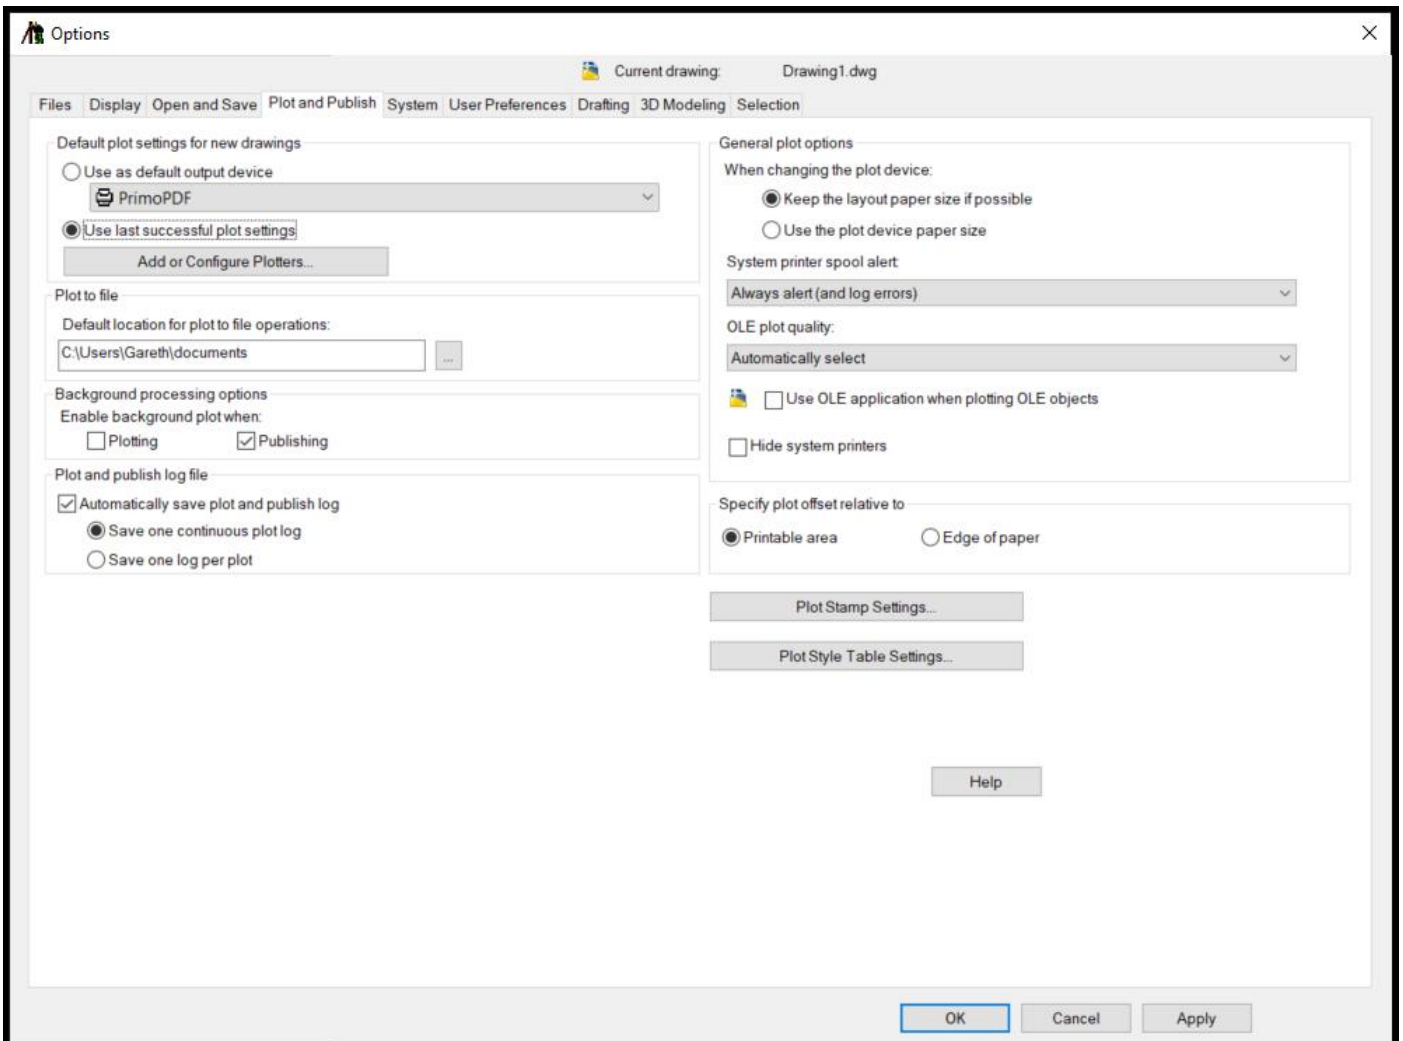 Options
Current drawing: Drawing1.dwg
Files Display Open and Save Plot and Publish System User Preferences Drafting 3D Modeling Selection
Default plot settings for new drawings
Use as default output device
PrimoPDF
Use last successful plot settings
Add or Configure Plotters...
Plot to file
Default location for plot to file operations:
C:\Users\Gareth\documents
...
Background processing options
Enable background plot when:
Plotting Publishing
Plot and publish log file
Automatically save plot and publish log
Save one continuous plot log
Save one log per plot
General plot options
When changing the plot device:
Keep the layout paper size if possible
Use the plot device paper size
System printer spool alert:
Always alert (and log errors)
OLE plot quality:
Automatically select
Use OLE application when plotting OLE objects
Hide system printers
Specify plot offset relative to
Printable area Edge of paper
Plot Stamp Settings...
Plot Style Table Settings...
Help
OK Cancel Apply